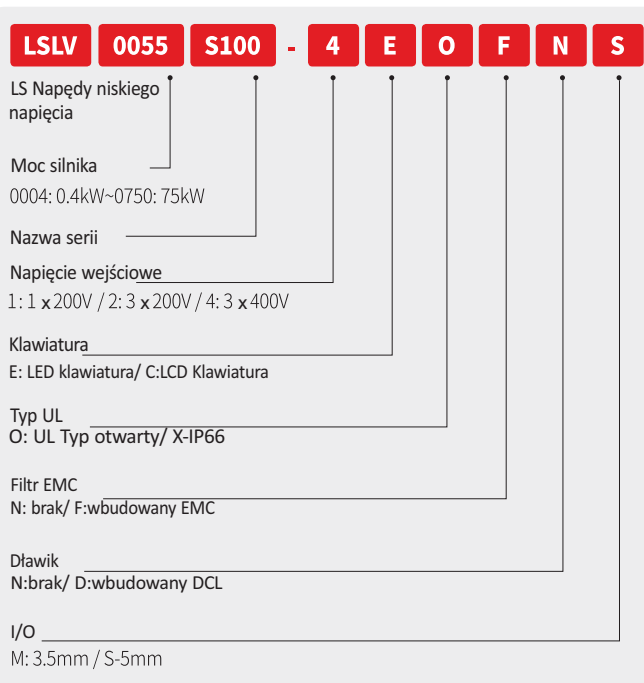 LSLV 0055 S100 - 4 E O F N S
LS Napędy niskiego
napięcia
Moc silnika
0004: 0.4kW~0750: 75kW
Nazwa serii
Napięcie wejściowe
1: 1 x 200V / 2: 3 x 200V / 4: 3 x 400V
Klawiatura
E: LED klawiatura/ C:LCD Klawiatura
Typ UL
O: UL Typ otwarty/ X-IP66
Filtr EMC
N: brak/ F:wbudowany EMC
Dławik
N:brak/ D:wbudowany DCL
I/O
M: 3.5mm / S-5mm